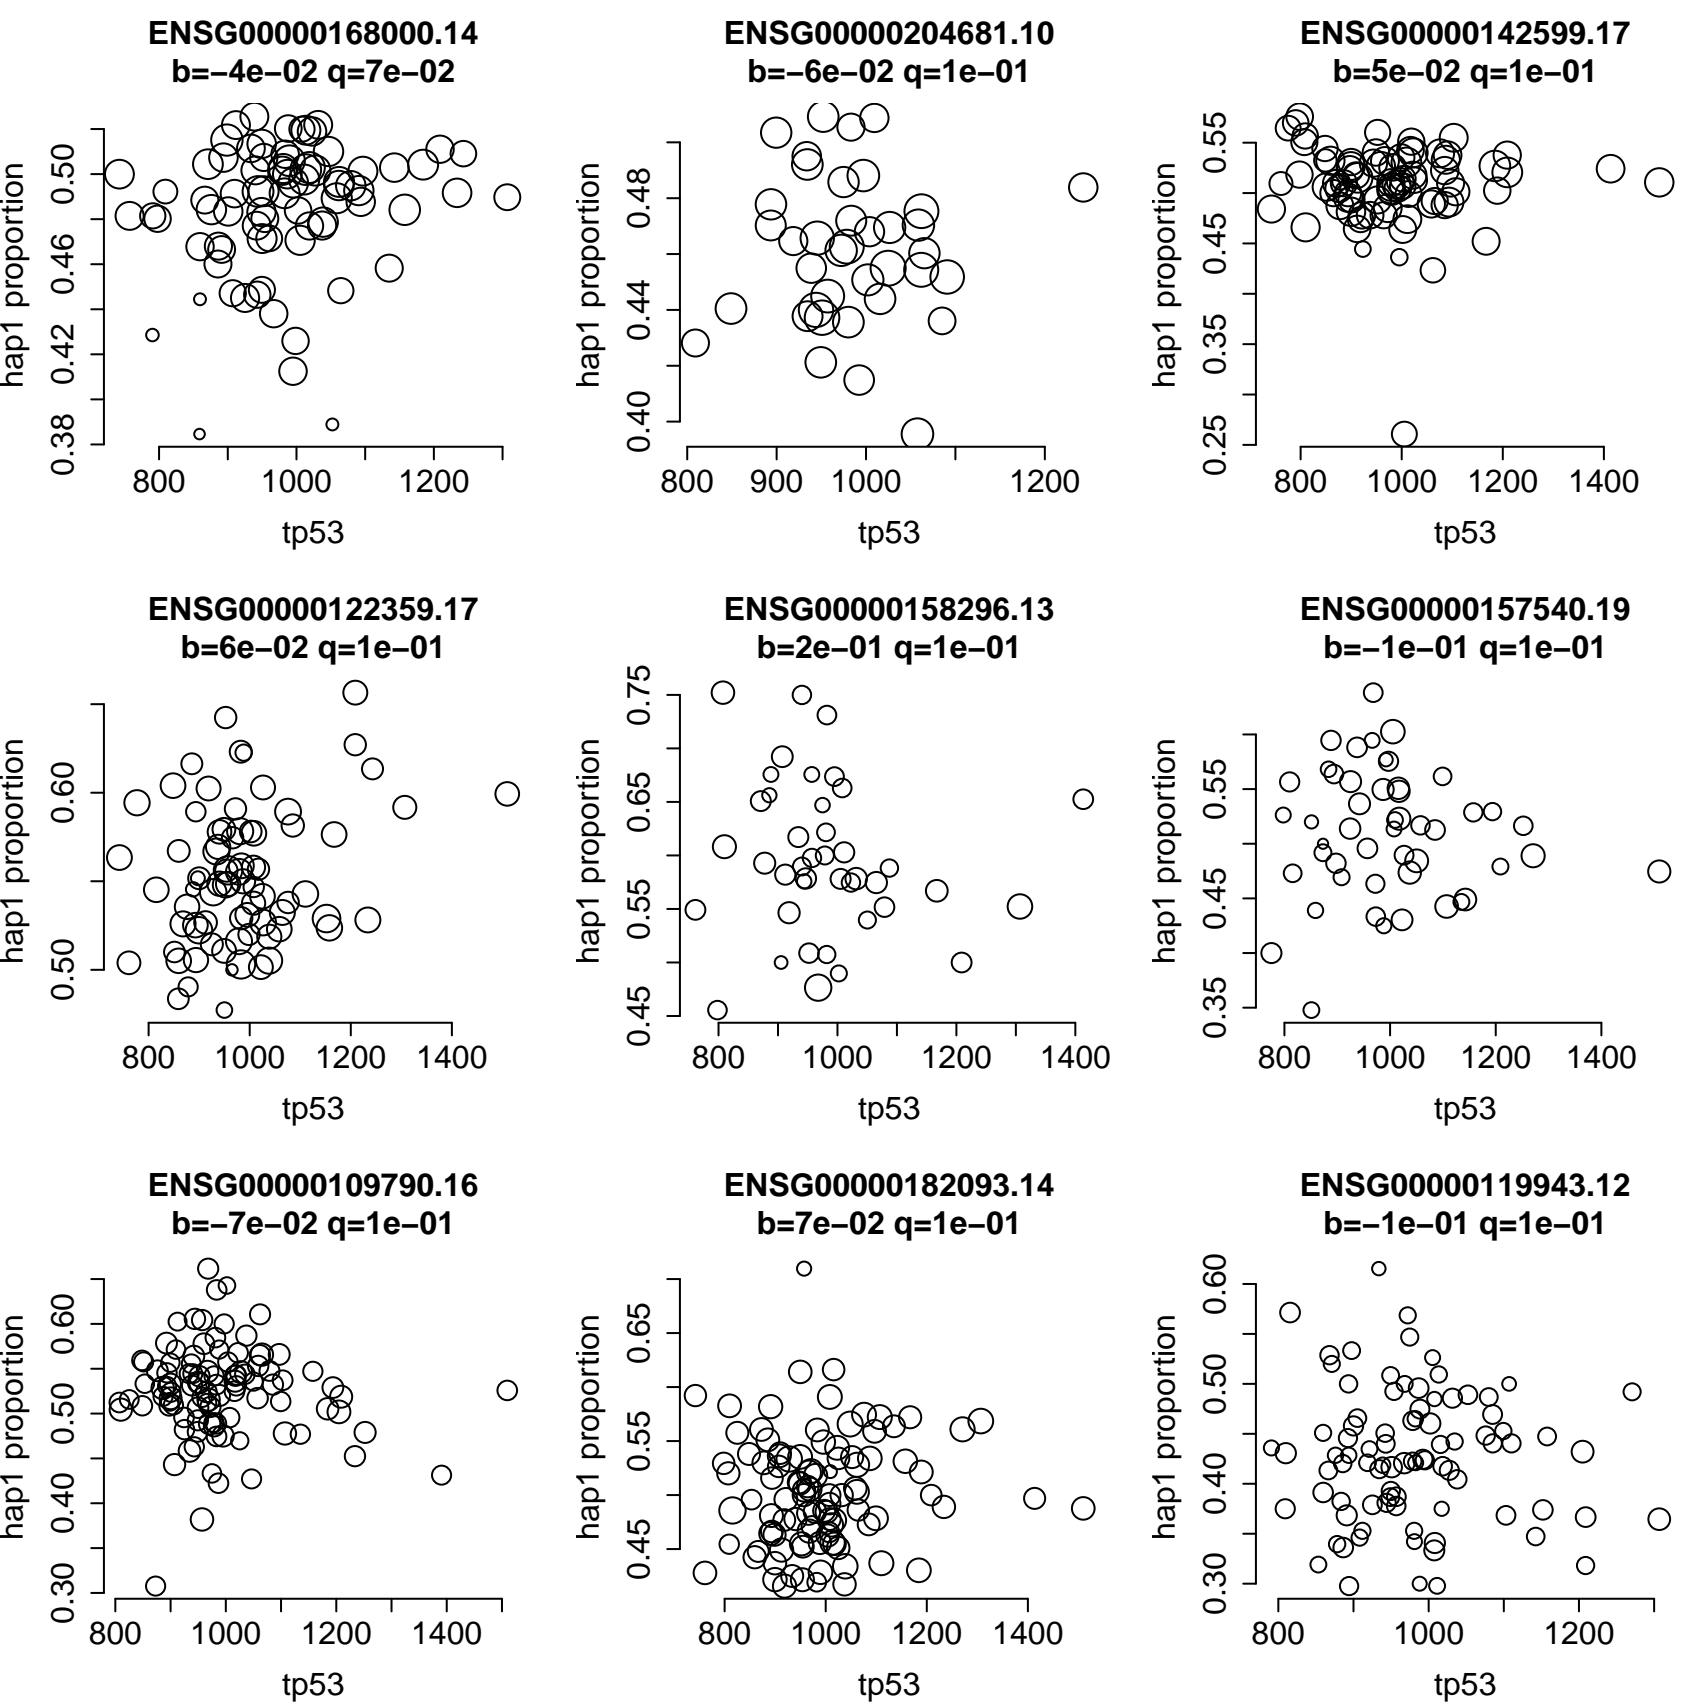 ENSG00000168000.14
b=−4e−02 q=7e−02
hap1 proportion
0.38 0.42 0.46 0.50
800 1000 1200
tp53
ENSG00000204681.10
b=−6e−02 q=1e−01
hap1 proportion
0.40 0.44 0.48
800 900 1000 1200
tp53
ENSG00000142599.17
b=5e−02 q=1e−01
hap1 proportion
0.25 0.35 0.45 0.55
800 1000 1200 1400
tp53
ENSG00000122359.17
b=6e−02 q=1e−01
hap1 proportion
0.50 0.60
800 1000 1200 1400
tp53
ENSG00000158296.13
b=2e−01 q=1e−01
hap1 proportion
0.45 0.55 0.65 0.75
800 1000 1200 1400
tp53
ENSG00000157540.19
b=−1e−01 q=1e−01
hap1 proportion
0.35 0.45 0.55
800 1000 1200 1400
tp53
ENSG00000109790.16
b=−7e−02 q=1e−01
hap1 proportion
0.30 0.40 0.50 0.60
800 1000 1200 1400
tp53
ENSG00000182093.14
b=7e−02 q=1e−01
hap1 proportion
0.45 0.55 0.65
800 1000 1200 1400
tp53
ENSG00000119943.12
b=−1e−01 q=1e−01
hap1 proportion
0.30 0.40 0.50 0.60
800 1000 1200
tp53